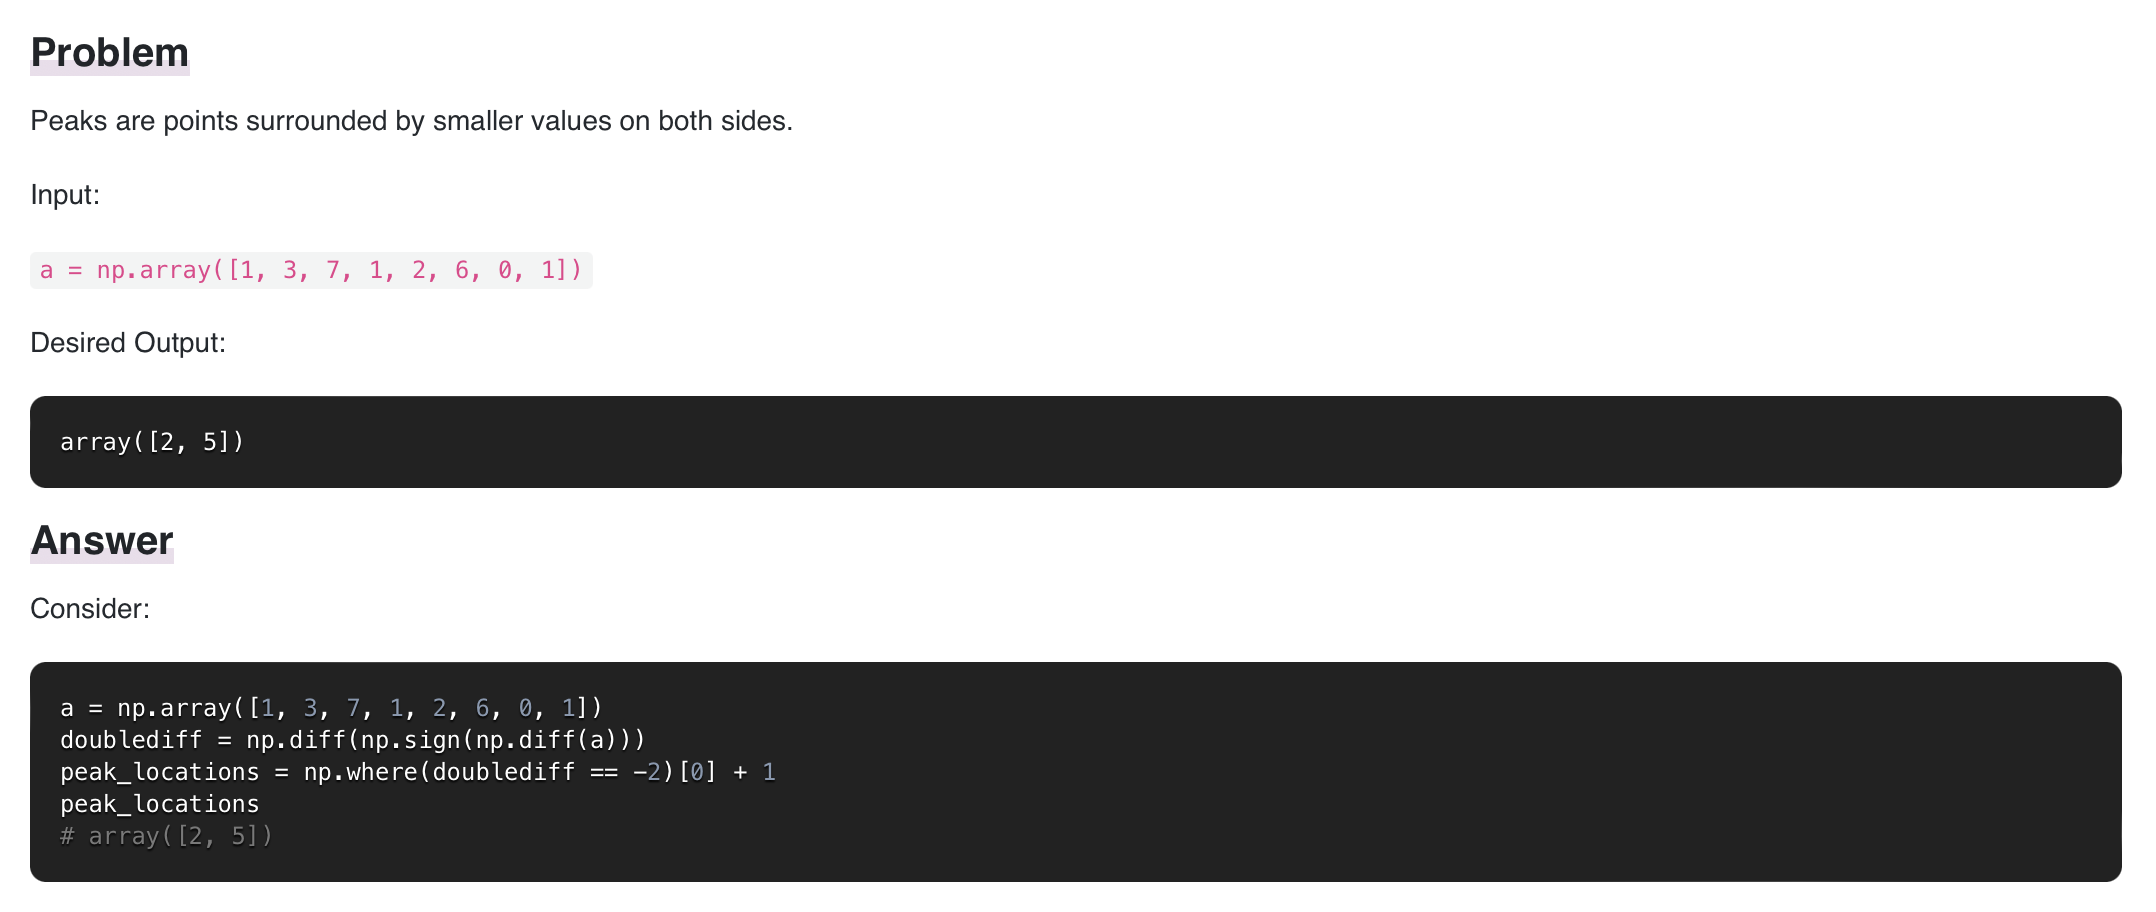 Problem
Peaks are points surrounded by smaller values on both sides.
Input:
a = np.array([1, 3, 7, 1, 2, 6, 0, 1])
Desired Output:
array([2, 5])
Answer
Consider:
a = np.array([1, 3, 7, 1, 2, 6, 0, 1])
doublediff = np.diff(np.sign(np.diff(a)))
peak_locations = np.where(doublediff == -2)[0] + 1
peak_locations
# array([2, 5])